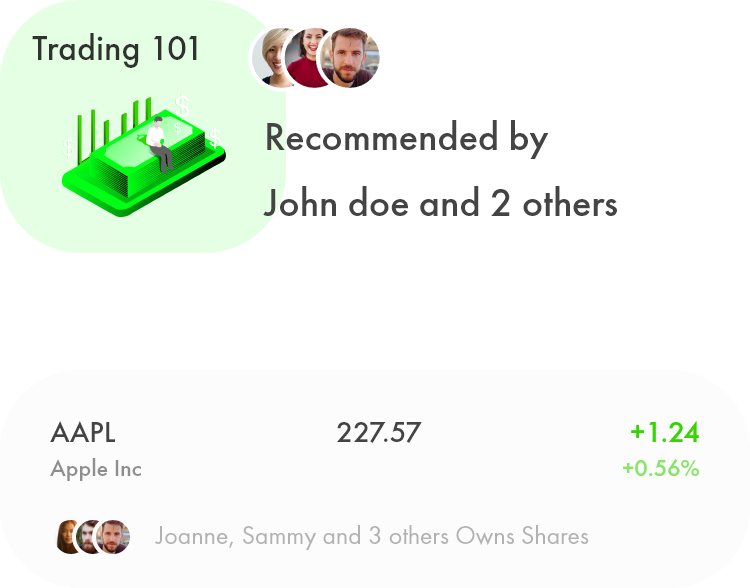 Trading 101
Recommended by
John doe and 2 others
AAPL 227.57 +1.24
Apple Inc +0.56%
Joanne, Sammy and 3 others Owns Shares